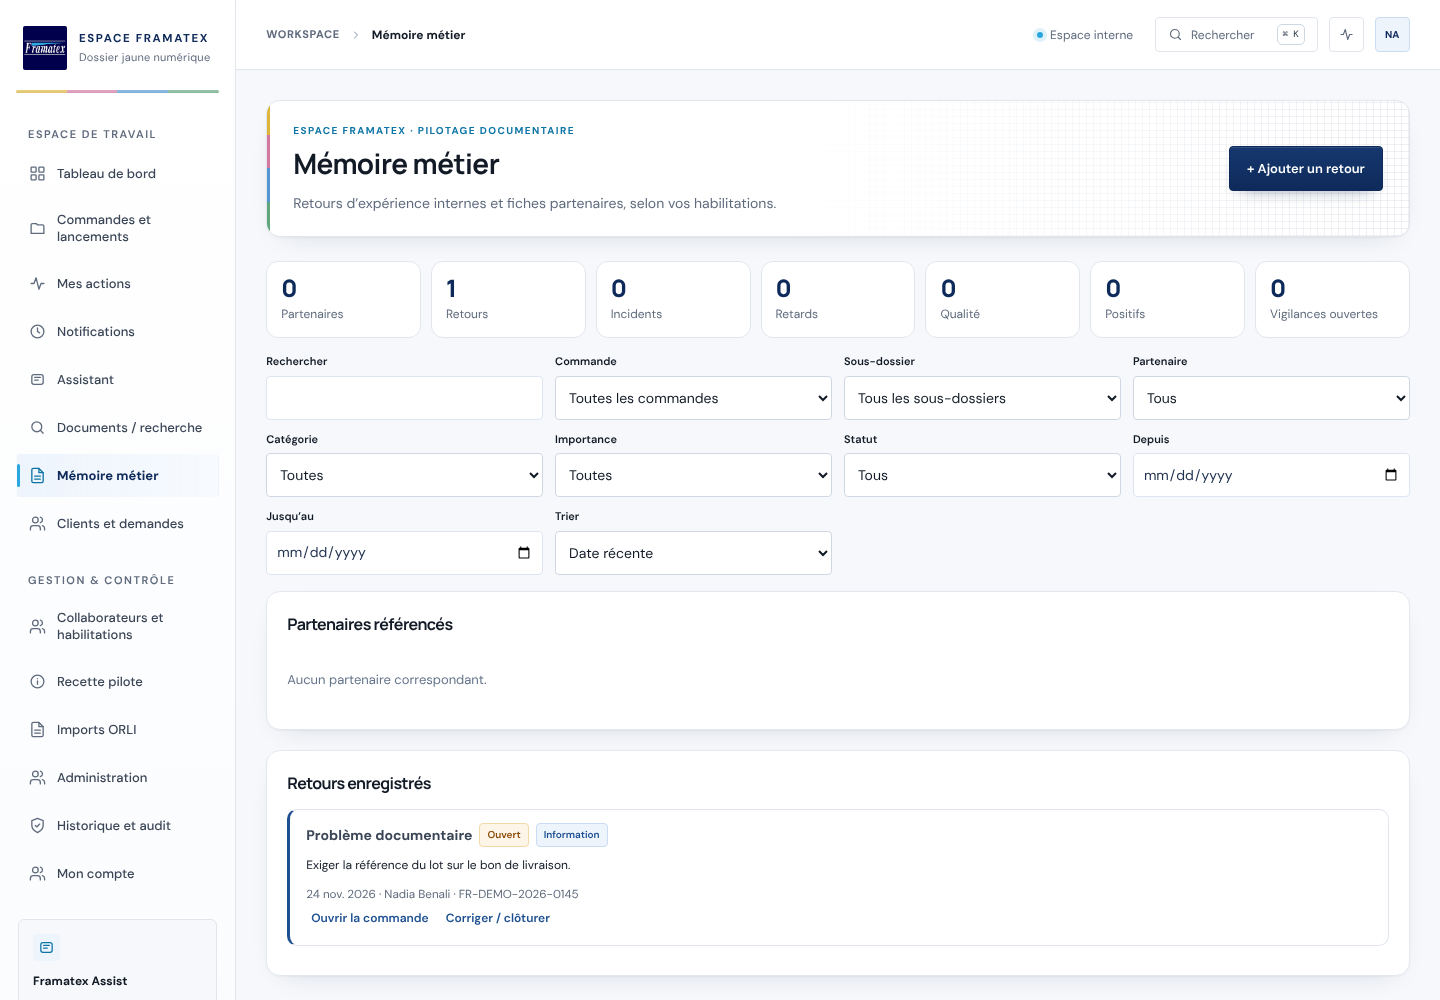 Framatex
ESPACE FRAMATEX
Dossier jaune numérique
ESPACE DE TRAVAIL
Tableau de bord
Commandes et
lancements
Mes actions
Notifications
Assistant
Documents / recherche
Mémoire métier
Clients et demandes
GESTION & CONTRÔLE
Collaborateurs et
habilitations
Recette pilote
Imports ORLI
Administration
Historique et audit
Mon compte
Framatex Assist
WORKSPACE > Mémoire métier
Espace interne
Rechercher ⌘ K
NA
ESPACE FRAMATEX · PILOTAGE DOCUMENTAIRE
Mémoire métier
Retours d’expérience internes et fiches partenaires, selon vos habilitations.
+ Ajouter un retour
0 1 0 0 0 0 0
Partenaires Retours Incidents Retards Qualité Positifs Vigilances ouvertes
Rechercher Commande Sous-dossier Partenaire
Toutes les commandes Tous les sous-dossiers Tous
Catégorie Importance Statut Depuis
Toutes Toutes Tous mm/dd/yyyy
Jusqu’au Trier
mm/dd/yyyy Date récente
Partenaires référencés
Aucun partenaire correspondant.
Retours enregistrés
Problème documentaire Ouvert Information
Exiger la référence du lot sur le bon de livraison.
24 nov. 2026 · Nadia Benali · FR-DEMO-2026-0145
Ouvrir la commande Corriger / clôturer